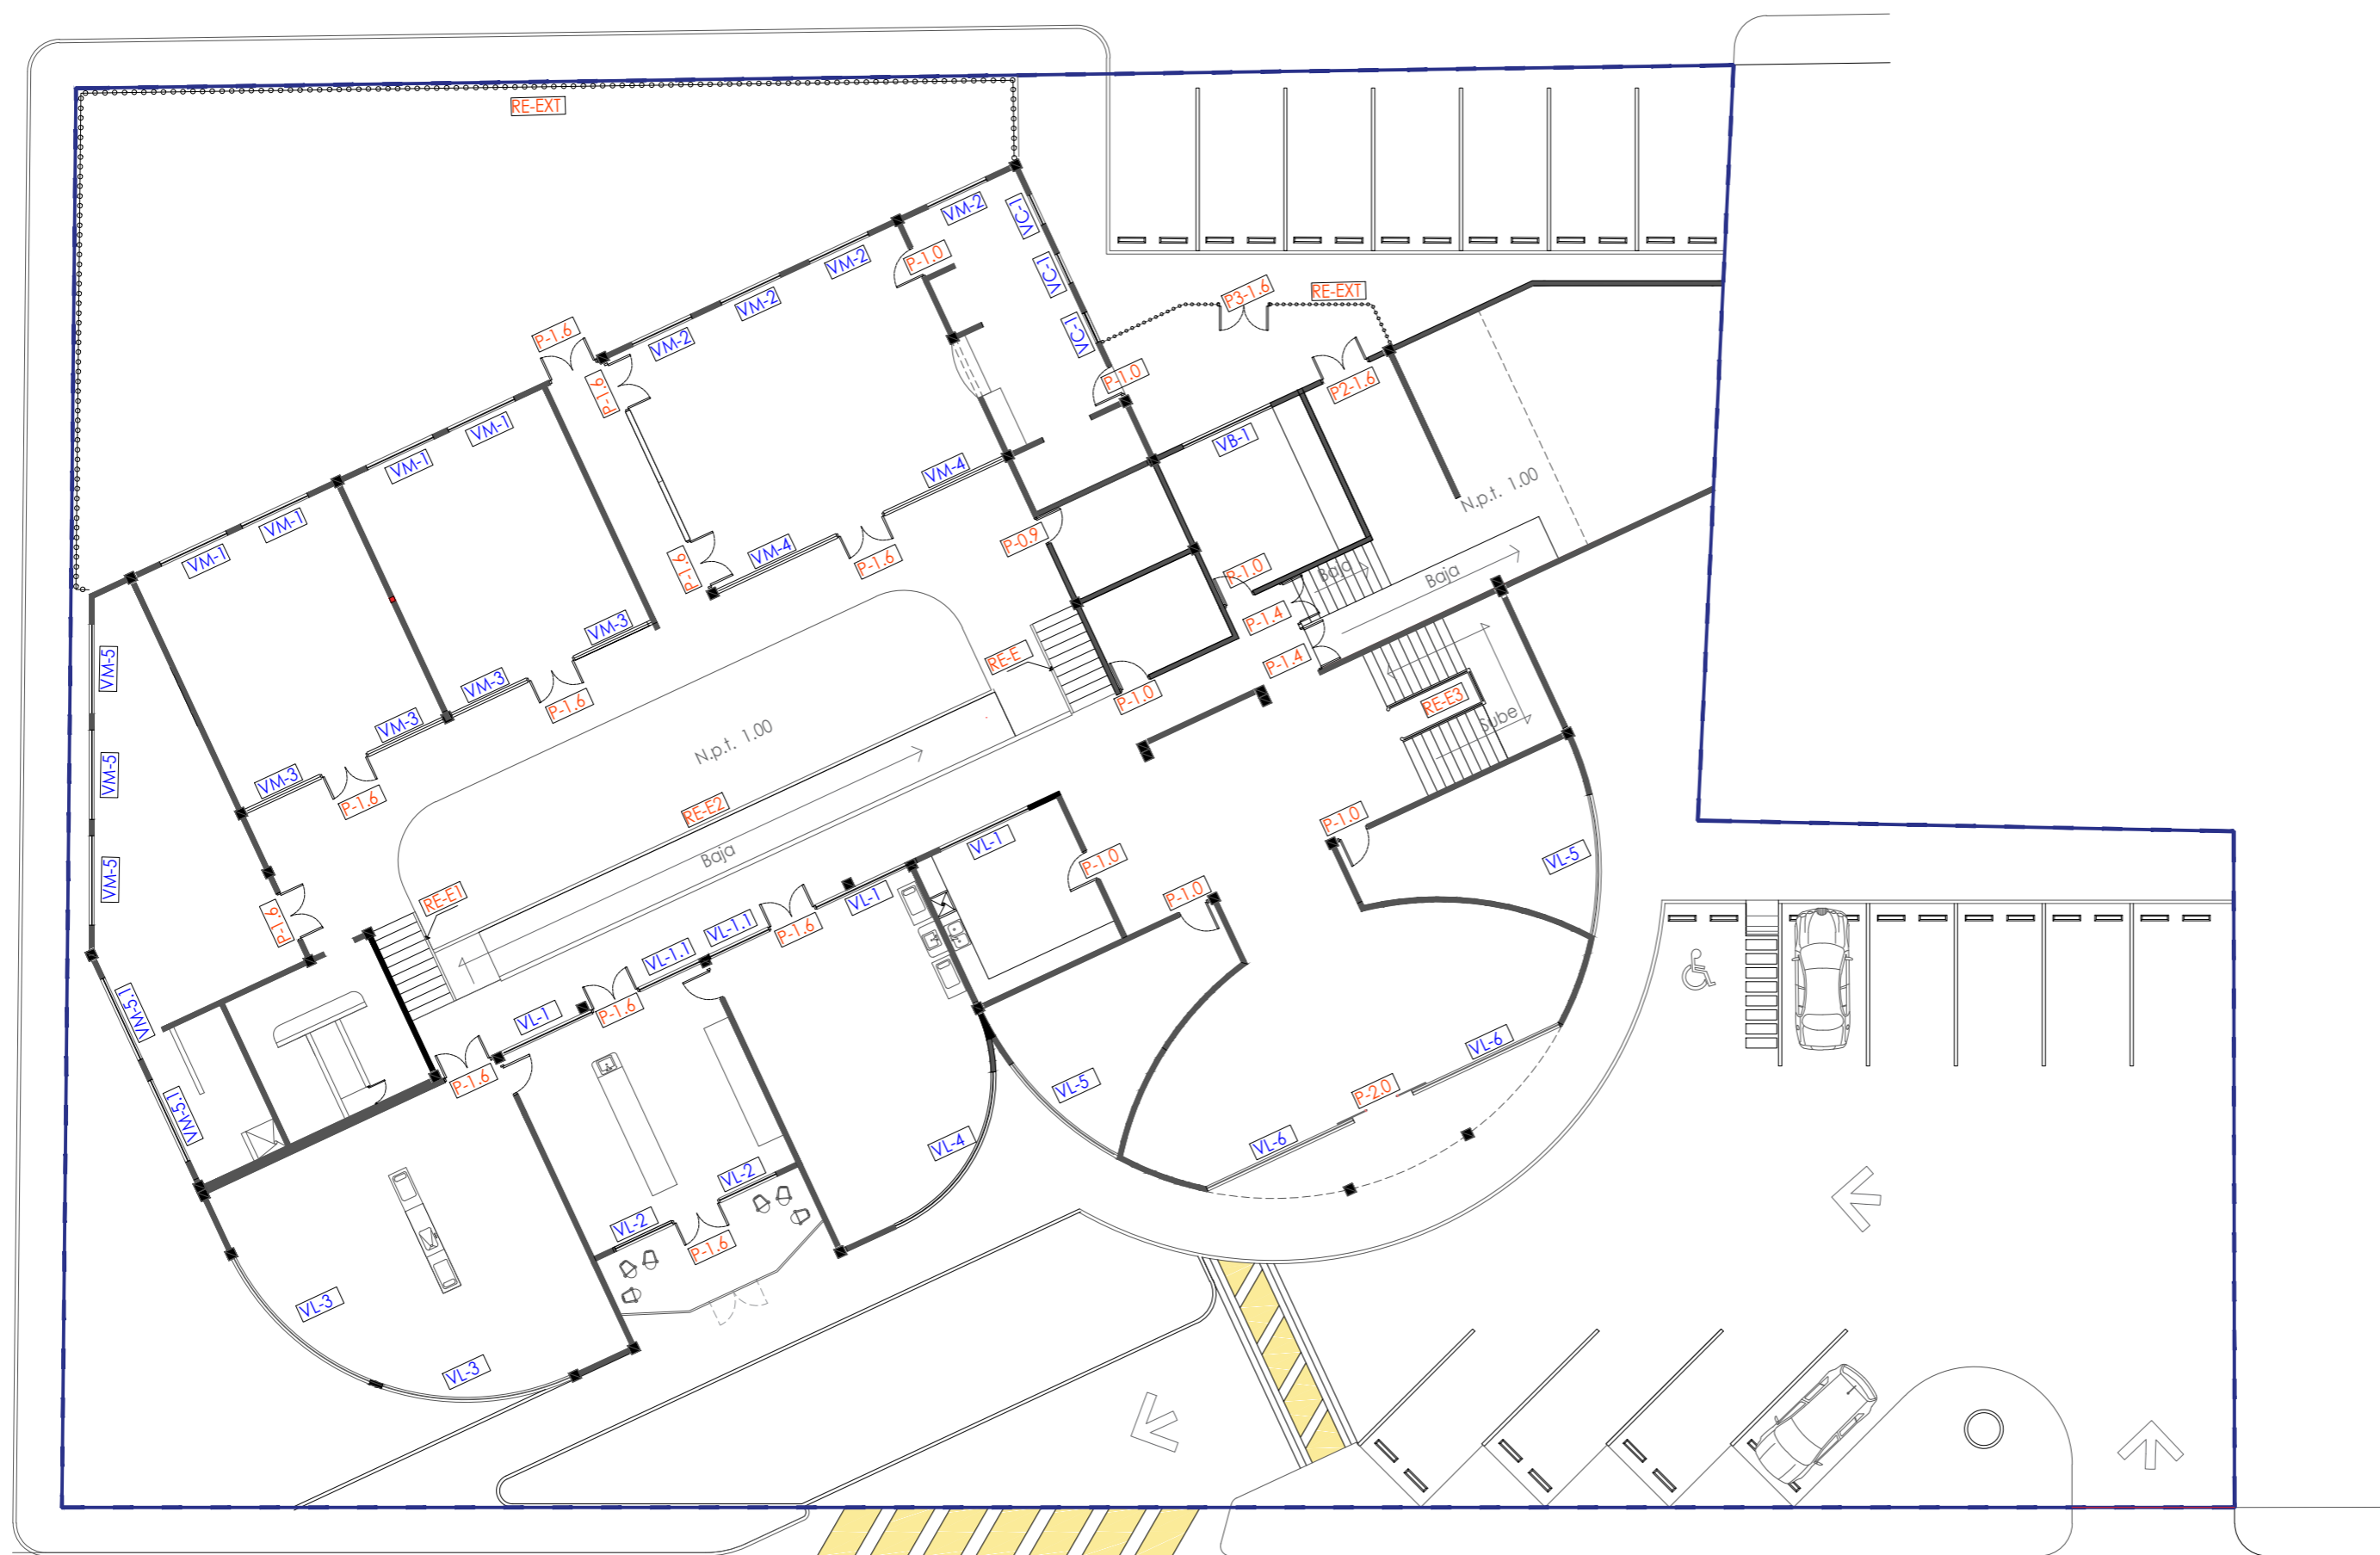 RE-EXT
VM-2
VC-1
VM-2
P-1.0
VC-1
P3-1.6
RE-EXT
VM-2
P-1.6
VM-2
VC-1
P-1.6
P-1.0
P2-1.6
VM-1
VB-1
VM-1
VM-4
N.p.t. 1.00
VM-1
VM-1
P-0.9
VM-4
P-1.6
P-1.6
P-1.0
Baja
Baja
P-1.4
VM-3
RE-E
P-1.4
VM-5
VM-3
P-1.6
P-1.0
RE-E3
Sube
VM-3
N.p.t. 1.00
VM-5
VM-3
P-1.6
RE-E2
P-1.0
Baja
VL-1
P-1.0
VL-5
VM-5
RE-E1
VL-1
P-1.0
P-1.6
VL-1.1
P-1.6
VL-1.1
VM-5.1
VL-1
P-1.6
VL-6
P-1.6
VL-5
P-2.0
VM-5.1
VL-4
VL-6
VL-2
VL-2
P-1.6
VL-3
VL-3